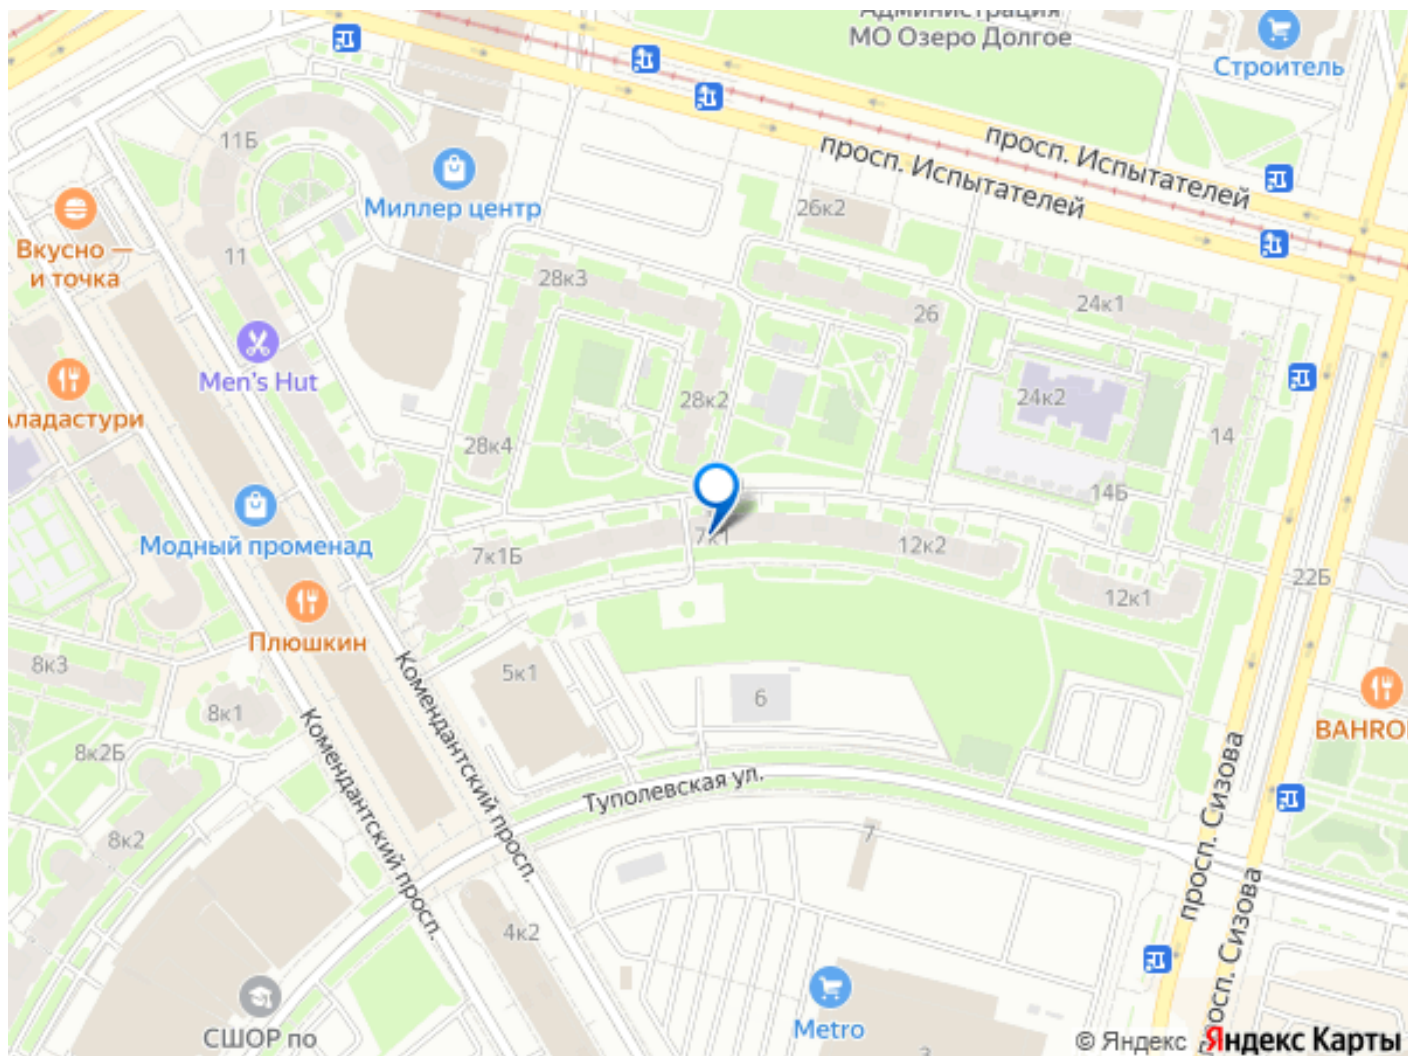 Администрация
МО Озеро Долгое
Строитель
просп. Испытателей
просп. Испытателей
11Б
Миллер центр
26к2
Вкусно —
и точка
11
28к3
26
24к1
Men's Hut
28к2
24к2
14
28к4
14Б
Модный променад
7к1Б
7к1
12к2
22Б
12к1
Плюшкин
8к3
5к1
6
8к1
Комендантский просп.
Комендантский просп.
8к2Б
BAHRO
Туполевская ул.
просп. Сизова
8к2
7
4к2
просп. Сизова
СШОР по
Metro
3
© Яндекс Яндекс Карты